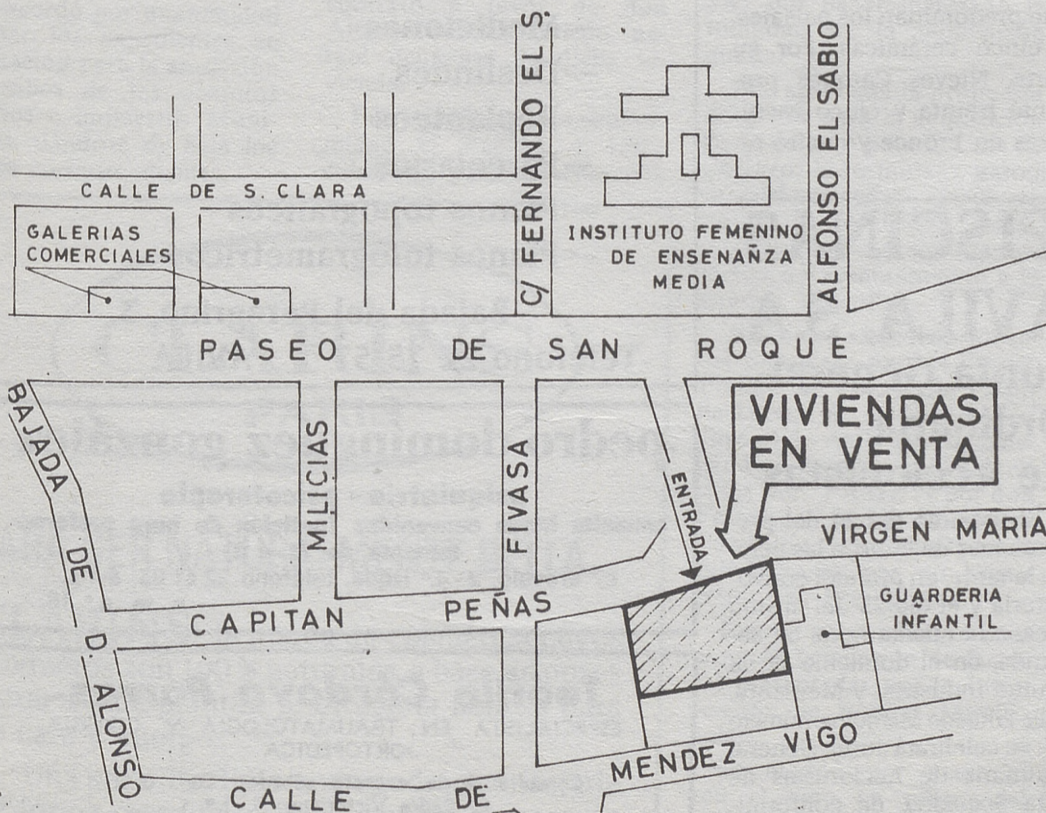 C/ FERNANDO EL S.
ALFONSO EL SABIO
CALLE DE S. CLARA
GALERIAS
COMERCIALES
INSTITUTO FEMENINO
DE ENSENAÑZA
MEDIA
PASEO DE SAN ROQUE
BAJADA DE D. ALONSO
MILICIAS
FIVASA
ENTRADA
VIVIENDAS
EN VENTA
VIRGEN MARIA
CAPITAN PEÑAS
GUARDERIA
INFANTIL
MENDEZ VIGO
CALLE DE